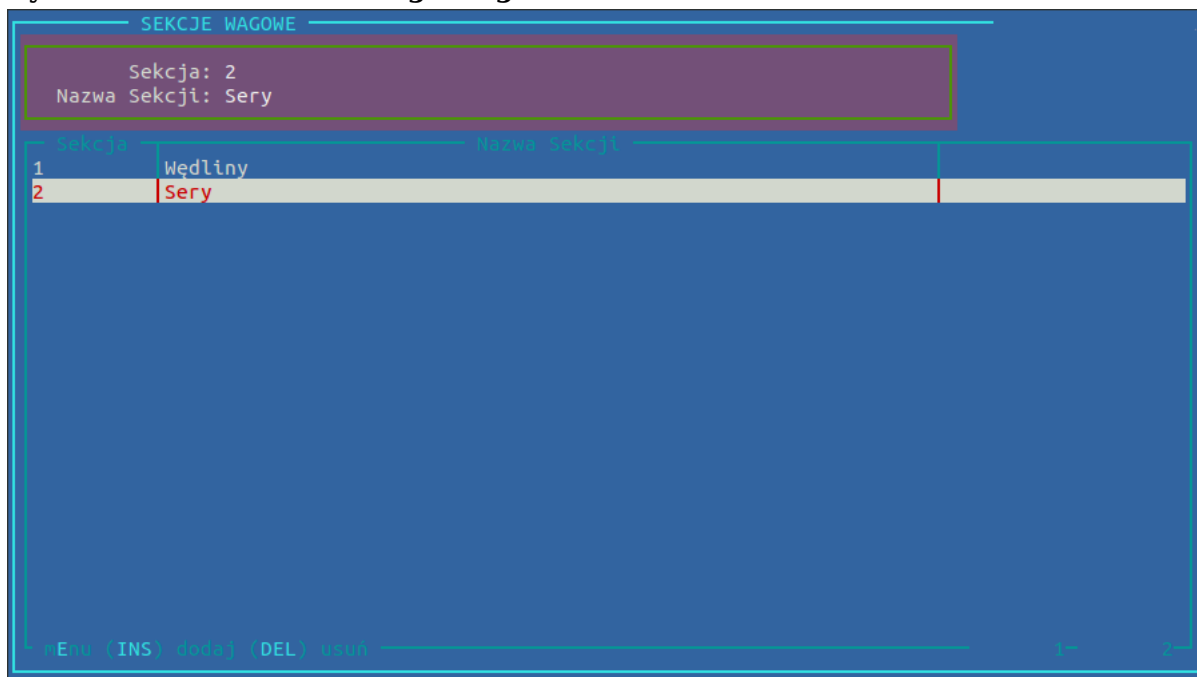 SEKCJE WAGOWE
Sekcja: 2
Nazwa Sekcji: Sery
Sekcja Nazwa Sekcji
1 Wędliny
2 Sery
mEnu (INS) dodaj (DEL) usuń 1 2